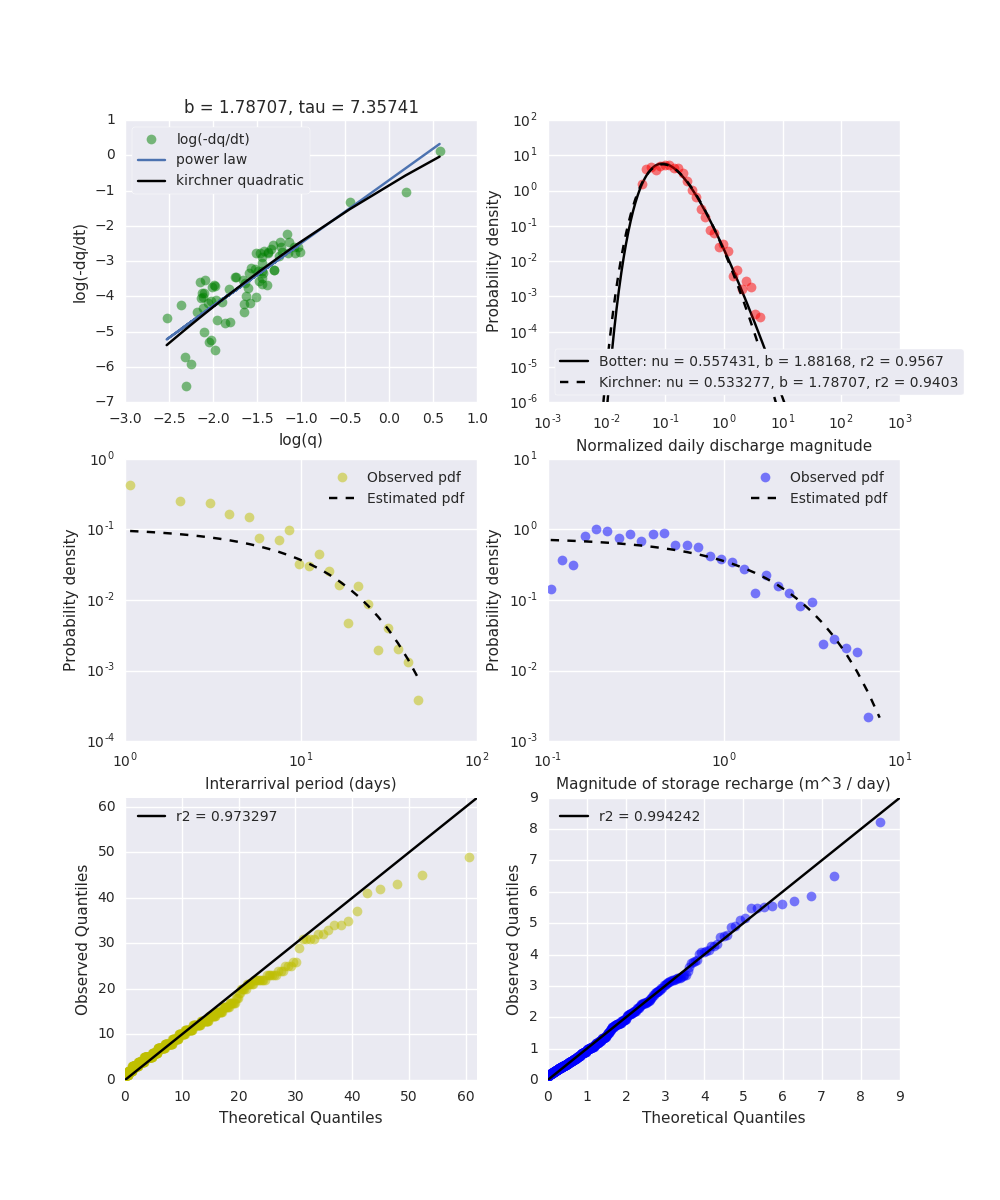 b = 1.78707, tau = 7.35741
1
0
−1
−2
−3
−4
−5
−6
−7
log(-dq/dt)
log(-dq/dt)
power law
kirchner quadratic
−3.0 −2.5 −2.0 −1.5 −1.0 −0.5 0.0 0.5 1.0
log(q)
10^2
10^1
10^0
10^-1
10^-2
10^-3
10^-4
10^-5
10^-6
Probability density
Botter: nu = 0.557431, b = 1.88168, r2 = 0.9567
Kirchner: nu = 0.533277, b = 1.78707, r2 = 0.9403
10^-3 10^-2 10^-1 10^0 10^1 10^2 10^3
Normalized daily discharge magnitude
10^0
10^-1
10^-2
10^-3
10^-4
Probability density
Observed pdf
Estimated pdf
10^0 10^1 10^2
Interarrival period (days)
10^1
10^0
10^-1
10^-2
10^-3
Probability density
Observed pdf
Estimated pdf
10^-1 10^0 10^1
Magnitude of storage recharge (m^3 / day)
60
50
40
30
20
10
0
Observed Quantiles
r2 = 0.973297
0 10 20 30 40 50 60
Theoretical Quantiles
9
8
7
6
5
4
3
2
1
0
Observed Quantiles
r2 = 0.994242
0 1 2 3 4 5 6 7 8 9
Theoretical Quantiles